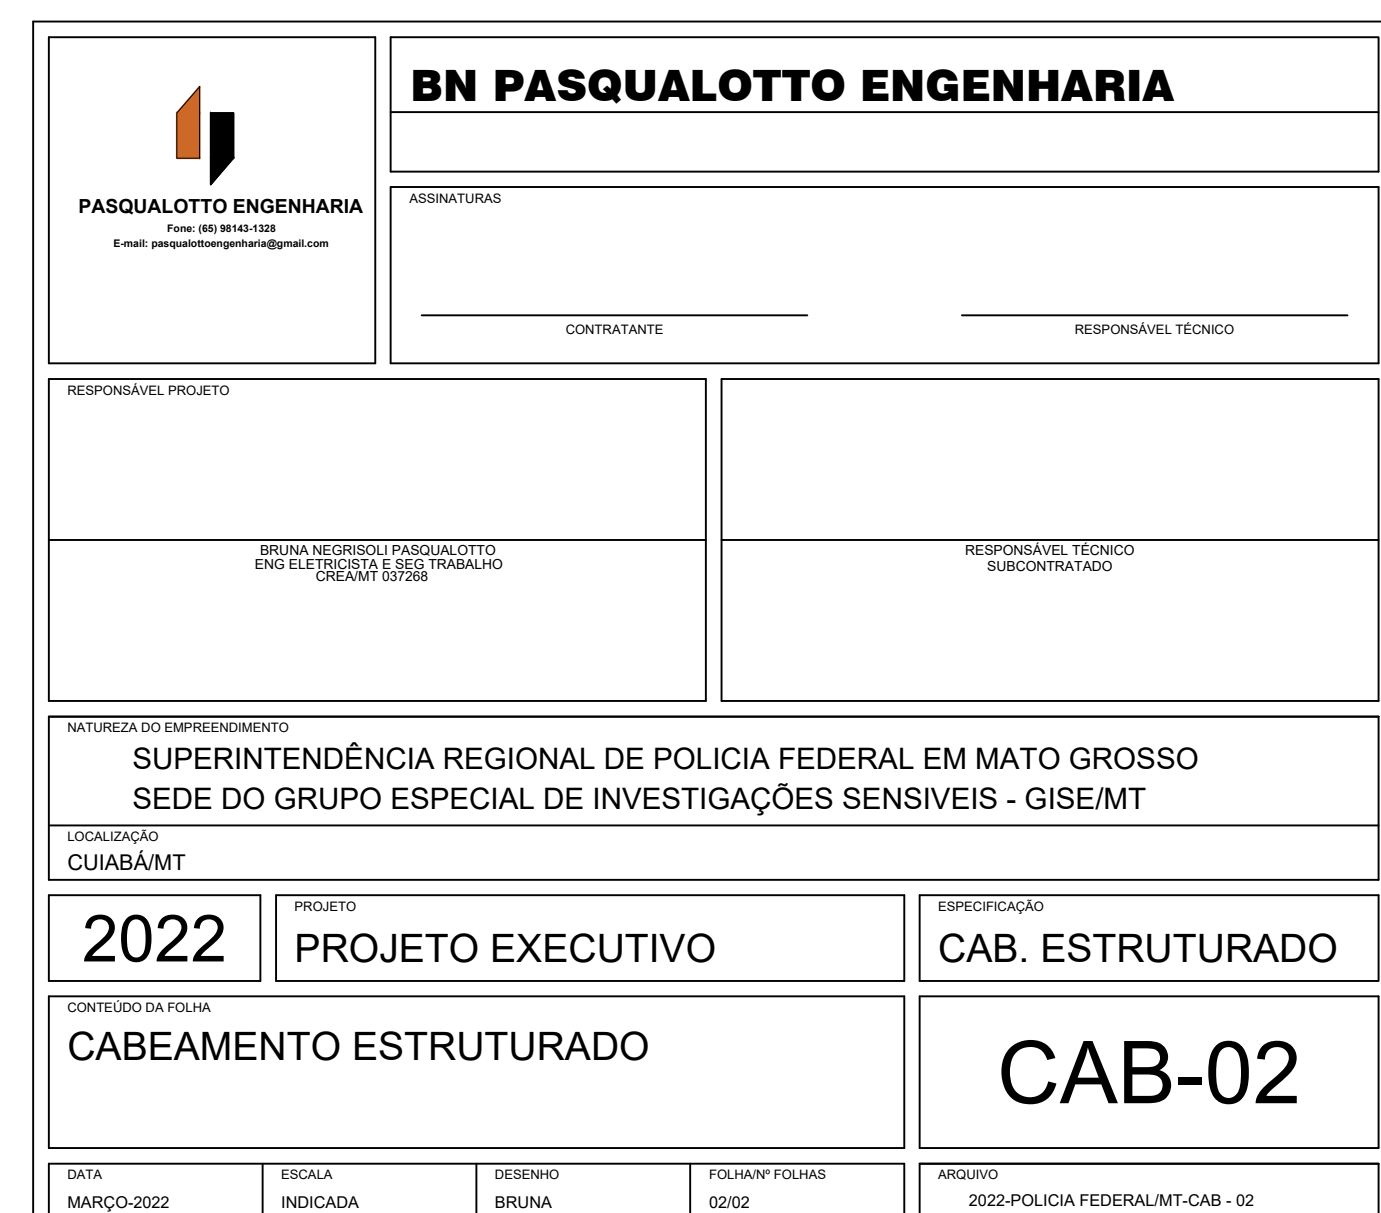 BN PASQUALOTTO ENGENHARIA
PASQUALOTTO ENGENHARIA
Fone: (65) 98143-1328
E-mail: pasqualottoengenharia@gmail.com
ASSINATURAS
CONTRATANTE
RESPONSÁVEL TÉCNICO
RESPONSÁVEL PROJETO
BRUNA NEGRISOLI PASQUALOTTO
ENG ELETRICISTA E SEG TRABALHO
CREA/MT 037268
RESPONSÁVEL TÉCNICO
SUBCONTRATADO
NATUREZA DO EMPREENDIMENTO
SUPERINTENDÊNCIA REGIONAL DE POLICIA FEDERAL EM MATO GROSSO
SEDE DO GRUPO ESPECIAL DE INVESTIGAÇÕES SENSIVEIS - GISE/MT
LOCALIZAÇÃO
CUIABÁ/MT
2022
PROJETO
PROJETO EXECUTIVO
ESPECIFICAÇÃO
CAB. ESTRUTURADO
CONTEÚDO DA FOLHA
CABEAMENTO ESTRUTURADO
CAB-02
DATA
MARÇO-2022
ESCALA
INDICADA
DESENHO
BRUNA
FOLHA/Nº FOLHAS
02/02
ARQUIVO
2022-POLICIA FEDERAL/MT-CAB - 02